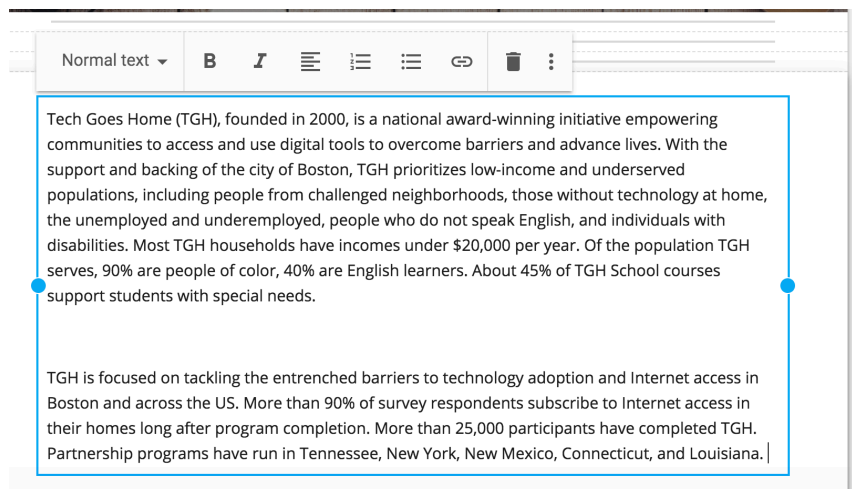 Normal text
B
I
Tech Goes Home (TGH), founded in 2000, is a national award-winning initiative empowering
communities to access and use digital tools to overcome barriers and advance lives. With the
support and backing of the city of Boston, TGH prioritizes low-income and underserved
populations, including people from challenged neighborhoods, those without technology at home,
the unemployed and underemployed, people who do not speak English, and individuals with
disabilities. Most TGH households have incomes under $20,000 per year. Of the population TGH
serves, 90% are people of color, 40% are English learners. About 45% of TGH School courses
support students with special needs.
TGH is focused on tackling the entrenched barriers to technology adoption and Internet access in
Boston and across the US. More than 90% of survey respondents subscribe to Internet access in
their homes long after program completion. More than 25,000 participants have completed TGH.
Partnership programs have run in Tennessee, New York, New Mexico, Connecticut, and Louisiana.